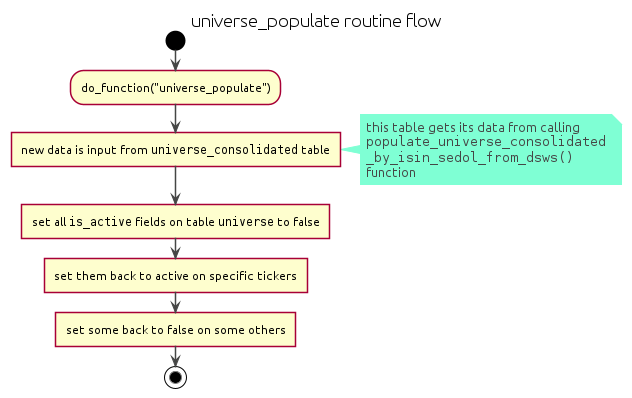 universe_populate routine flow
do_function("universe_populate")
new data is input from universe_consolidated table
this table gets its data from calling
populate_universe_consolidated
_by_isin_sedol_from_dsws()
function
set all is_active fields on table universe to false
set them back to active on specific tickers
set some back to false on some others